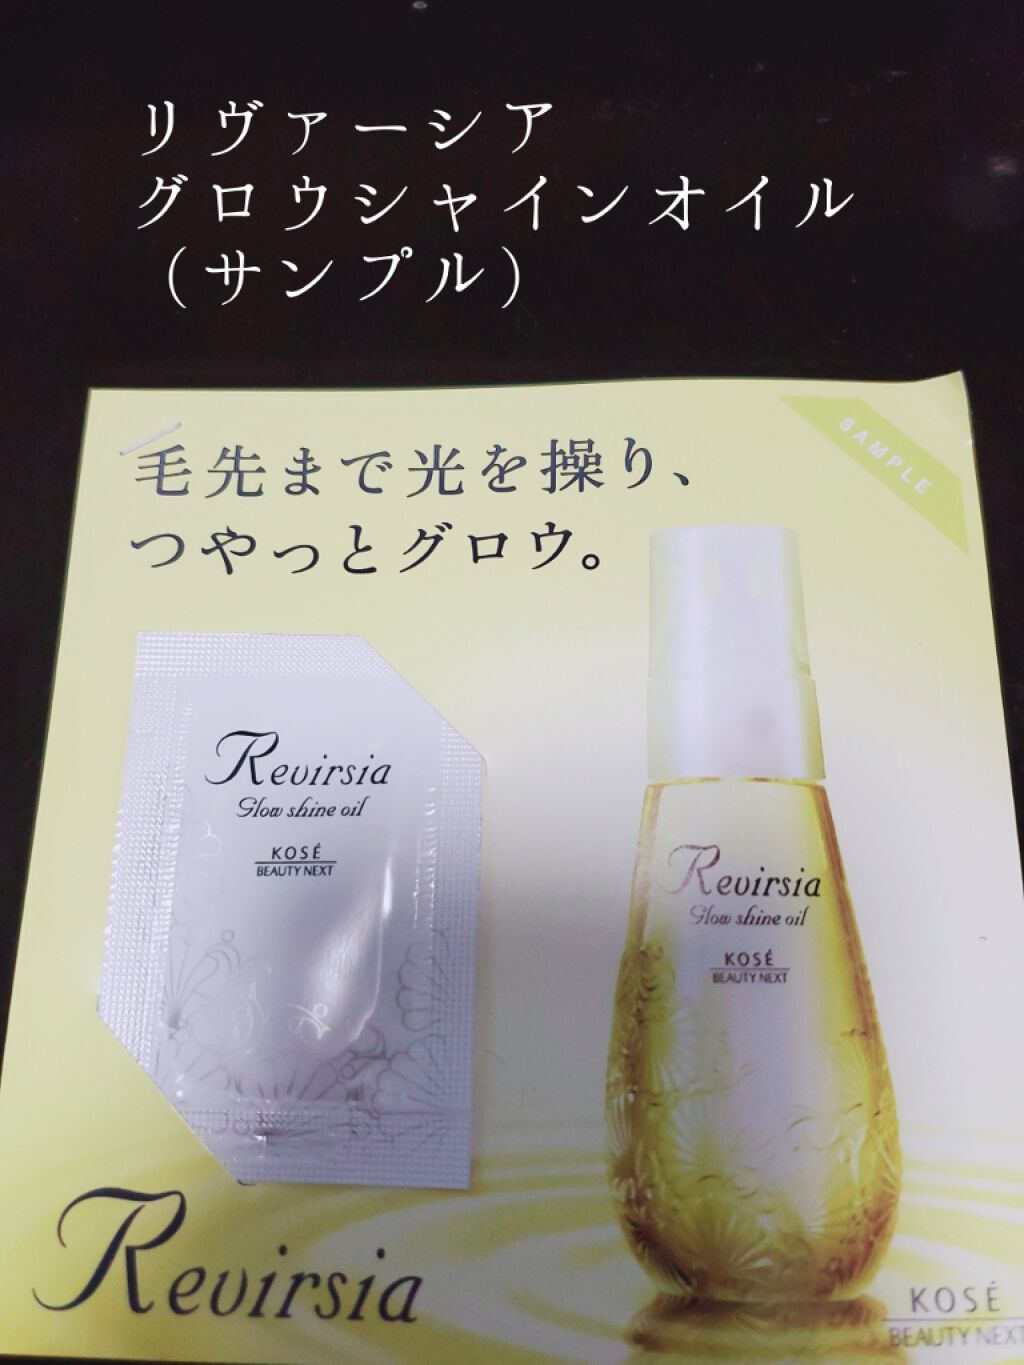 リヴァーシア
グロウシャインオイル
（サンプル）
SAMPLE
毛先まで光を操り、
つやっとグロウ。
Revirsia
Glow shine oil
KOSÉ
BEAUTY NEXT
Revirsia
Glow shine oil
KOSÉ
BEAUTY NEXT
Revirsia
KOSÉ
BEAUTY NEXT